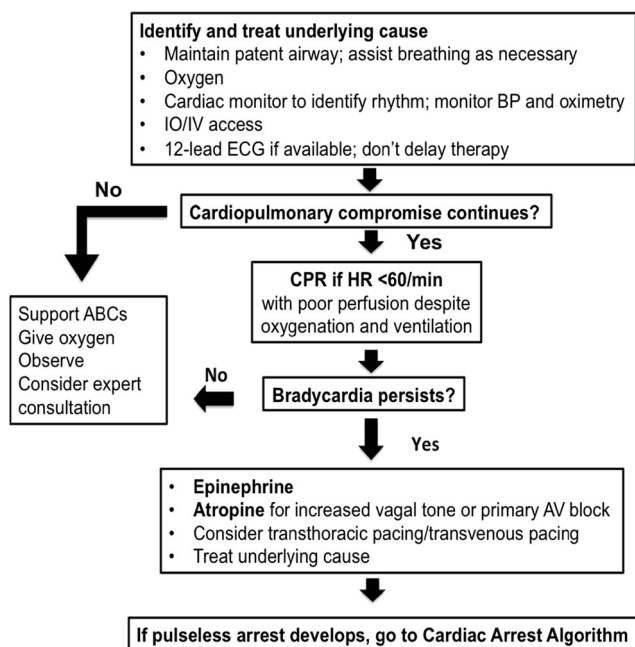 Identify and treat underlying cause
• Maintain patent airway; assist breathing as necessary
• Oxygen
• Cardiac monitor to identify rhythm; monitor BP and oximetry
• IO/IV access
• 12-lead ECG if available; don't delay therapy
No
Cardiopulmonary compromise continues?
Yes
CPR if HR <60/min
with poor perfusion despite
oxygenation and ventilation
Support ABCs
Give oxygen
Observe
Consider expert
consultation
No
Bradycardia persists?
Yes
• Epinephrine
• Atropine for increased vagal tone or primary AV block
• Consider transthoracic pacing/transvenous pacing
• Treat underlying cause
If pulseless arrest develops, go to Cardiac Arrest Algorithm